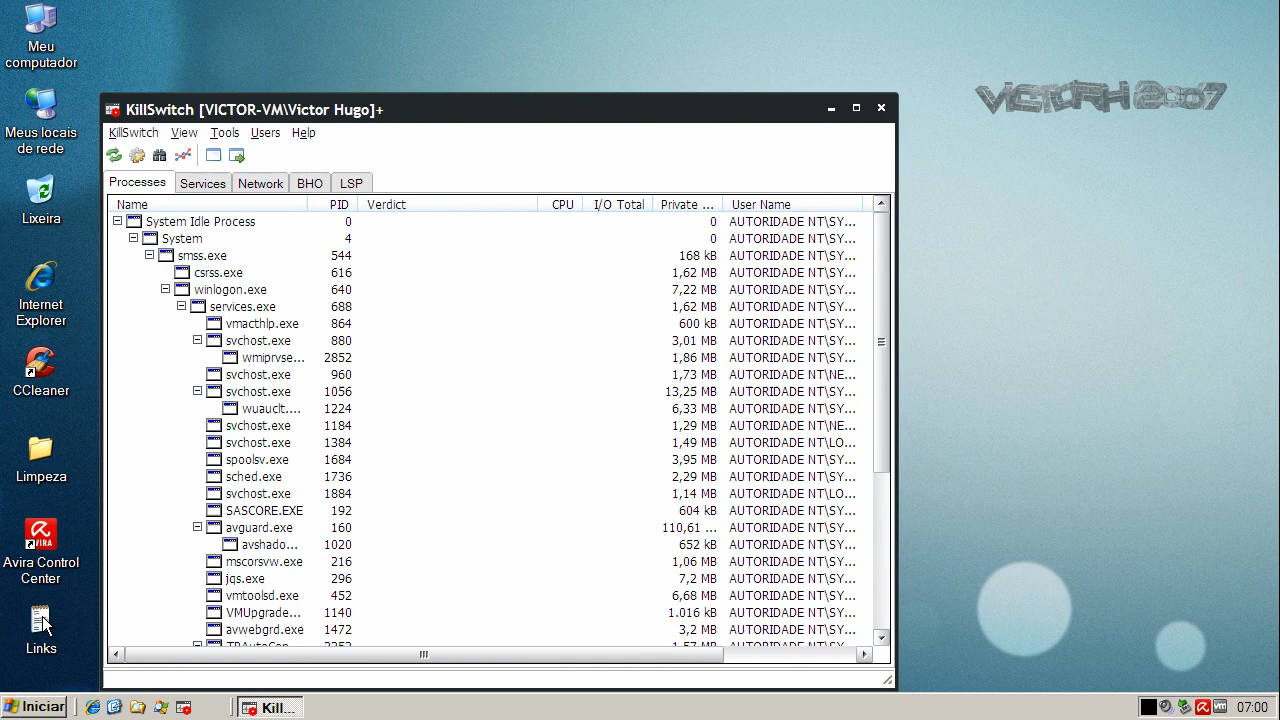 Meu
computador
Meus locais
de rede
Lixeira
Internet
Explorer
CCleaner
Limpeza
Avira Control
Center
Links
VICTORH 2007
KillSwitch [VICTOR-VM\Victor Hugo]+
KillSwitch View Tools Users Help
Processes Services Network BHO LSP
Name PID Verdict CPU I/O Total Private ... User Name
System Idle Process 0 0 AUTORIDADE NT\SY...
System 4 0 AUTORIDADE NT\SY...
smss.exe 544 168 kB AUTORIDADE NT\SY...
csrss.exe 616 1,62 MB AUTORIDADE NT\SY...
winlogon.exe 640 7,22 MB AUTORIDADE NT\SY...
services.exe 688 1,62 MB AUTORIDADE NT\SY...
vmacthlp.exe 864 600 kB AUTORIDADE NT\SY...
svchost.exe 880 3,01 MB AUTORIDADE NT\SY...
wmiprvse... 2852 1,86 MB AUTORIDADE NT\SY...
svchost.exe 960 1,73 MB AUTORIDADE NT\NE...
svchost.exe 1056 13,25 MB AUTORIDADE NT\SY...
wuauclt.... 1224 6,33 MB AUTORIDADE NT\SY...
svchost.exe 1184 1,29 MB AUTORIDADE NT\NE...
svchost.exe 1384 1,49 MB AUTORIDADE NT\LO...
spoolsv.exe 1684 3,95 MB AUTORIDADE NT\SY...
sched.exe 1736 2,29 MB AUTORIDADE NT\SY...
svchost.exe 1884 1,14 MB AUTORIDADE NT\LO...
SASCORE.EXE 192 604 kB AUTORIDADE NT\SY...
avguard.exe 160 110,61 ... AUTORIDADE NT\SY...
avshado... 1020 652 kB AUTORIDADE NT\SY...
mscorsvw.exe 216 1,06 MB AUTORIDADE NT\SY...
jqs.exe 296 7,2 MB AUTORIDADE NT\SY...
vmtoolsd.exe 452 6,68 MB AUTORIDADE NT\SY...
VMUpgrade... 1140 1.016 kB AUTORIDADE NT\SY...
avwebgrd.exe 1472 3,2 MB AUTORIDADE NT\SY...
Iniciar Kill... 07:00